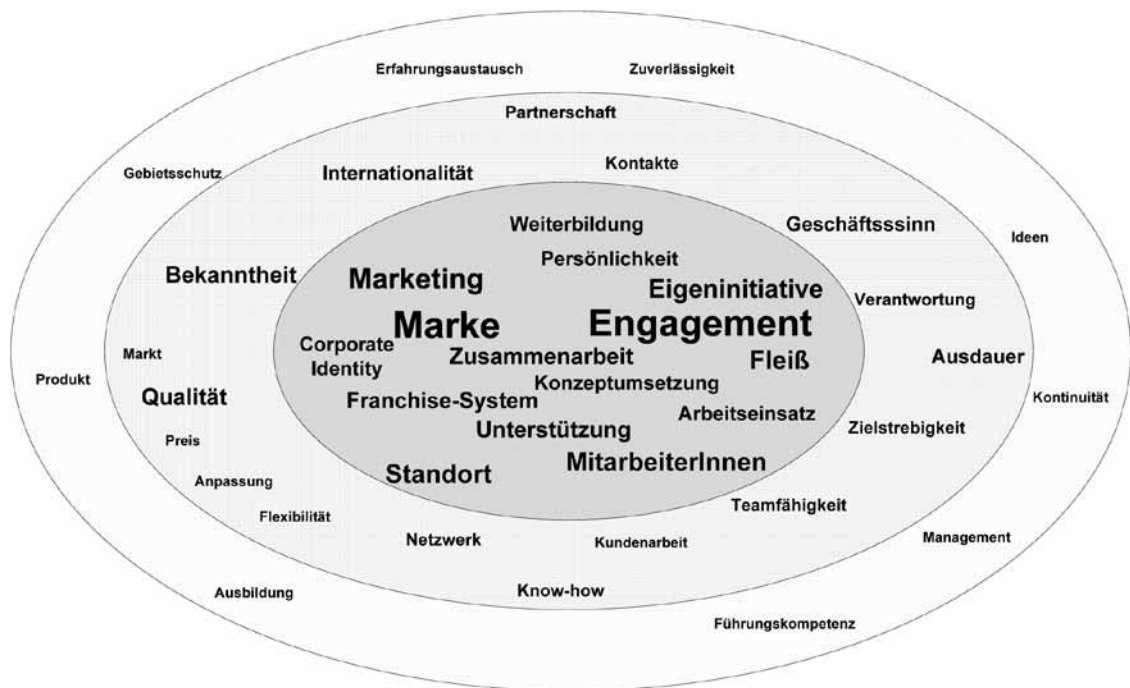 Erfahrungsaustausch
Zuverlässigkeit
Partnerschaft
Kontakte
Internationalität
Gebietsschutz
Weiterbildung
Geschäftsssinn
Ideen
Persönlichkeit
Bekanntheit
Marketing
Eigeninitiative
Verantwortung
Marke
Engagement
Corporate
Identity
Zusammenarbeit
Fleiß
Ausdauer
Markt
Produkt
Konzeptumsetzung
Qualität
Franchise-System
Kontinuität
Arbeitseinsatz
Unterstützung
Zielstrebigkeit
Preis
MitarbeiterInnen
Standort
Anpassung
Teamfähigkeit
Flexibilität
Netzwerk
Kundenarbeit
Management
Know-how
Ausbildung
Führungskompetenz